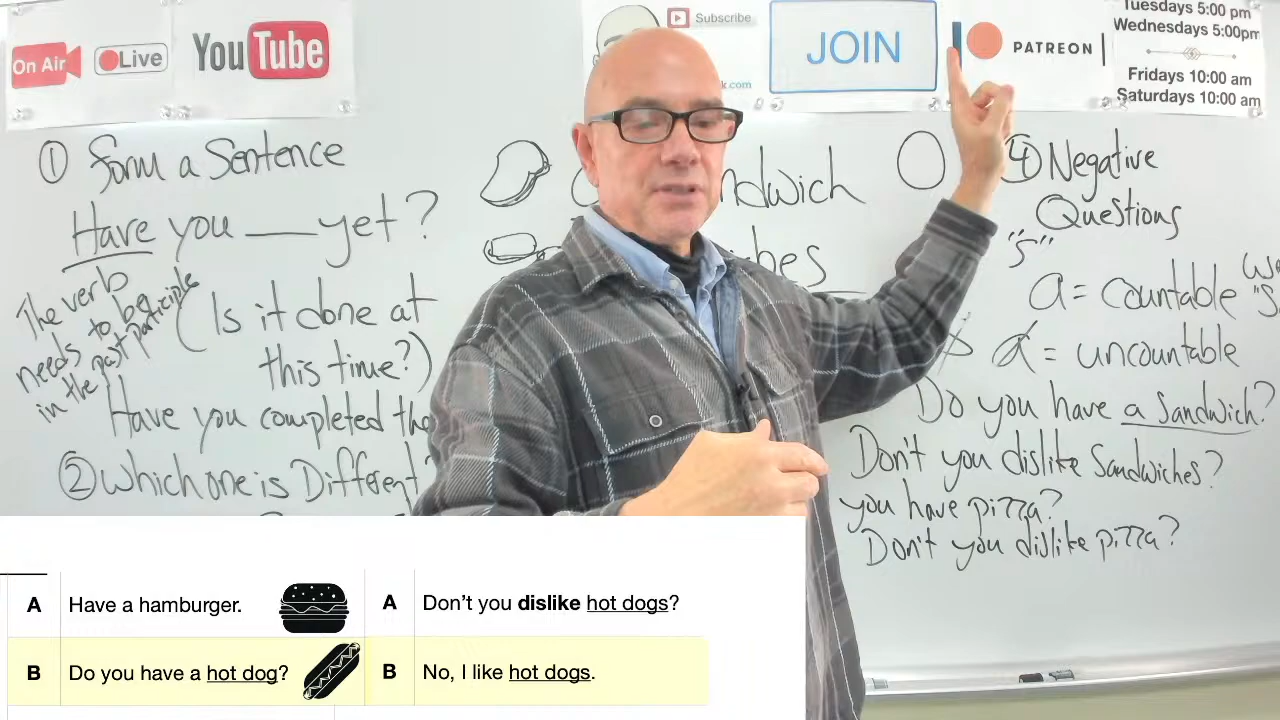 On Air
Live
YouTube
Subscribe
k.com
JOIN
PATREON
Tuesdays 5:00 pm
Wednesdays 5:00pm
Fridays 10:00 am
Saturdays 10:00 am
① Form a Sentence
Have you ___ yet?
The verb
needs to be
in the past participle
(Is it done at
this time?)
Have you completed the
② Which one is Different?
ndwich
bes
④ Negative
Questions
"s"
a = countable
"s
a = uncountable
Do you have a sandwich?
Don't you dislike Sandwiches?
you have pizza?
Don't you dislike pizza?
A Have a hamburger.
B Do you have a hot dog?
A Don't you dislike hot dogs?
B No, I like hot dogs.